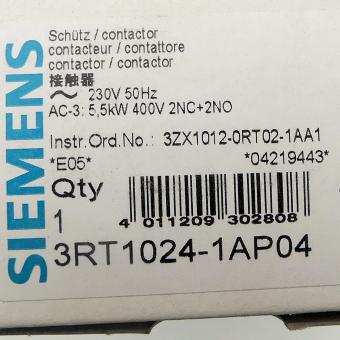 SIEMENS
Schütz / contactor
contacteur / contattore
contactor / contactor
接触器
~ 230V 50Hz
AC-3: 5,5kW 400V 2NC+2NO
Instr.Ord.No.: 3ZX1012-0RT02-1AA1
*E05* *04219443*
Qty
1
4 011209 302808
3RT1024-1AP04